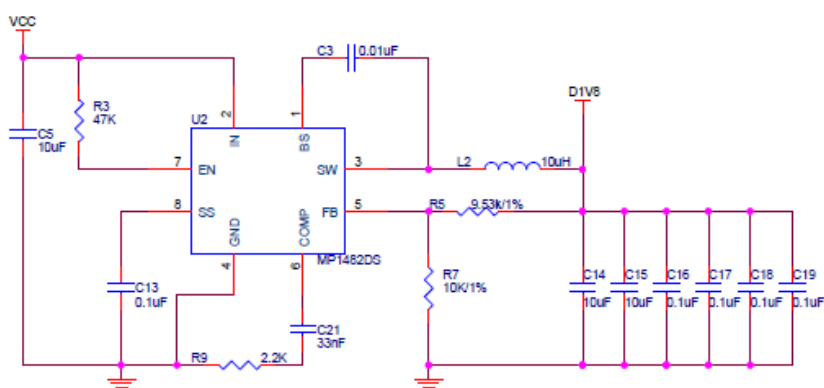 VCC
C3 0.01uF
D1V8
R3
47K
U2
2
1
C5
10uF
IN
BS
7 EN
SW 3
L2 10uH
8 SS
FB 5
R5 9.53k/1%
GND
COMP
MP1482DS
4
6
C13
0.1uF
R7
10K/1%
C14
10uF
C15
10uF
C16
0.1uF
C17
0.1uF
C18
0.1uF
C19
0.1uF
C21
33nF
R9 2.2K